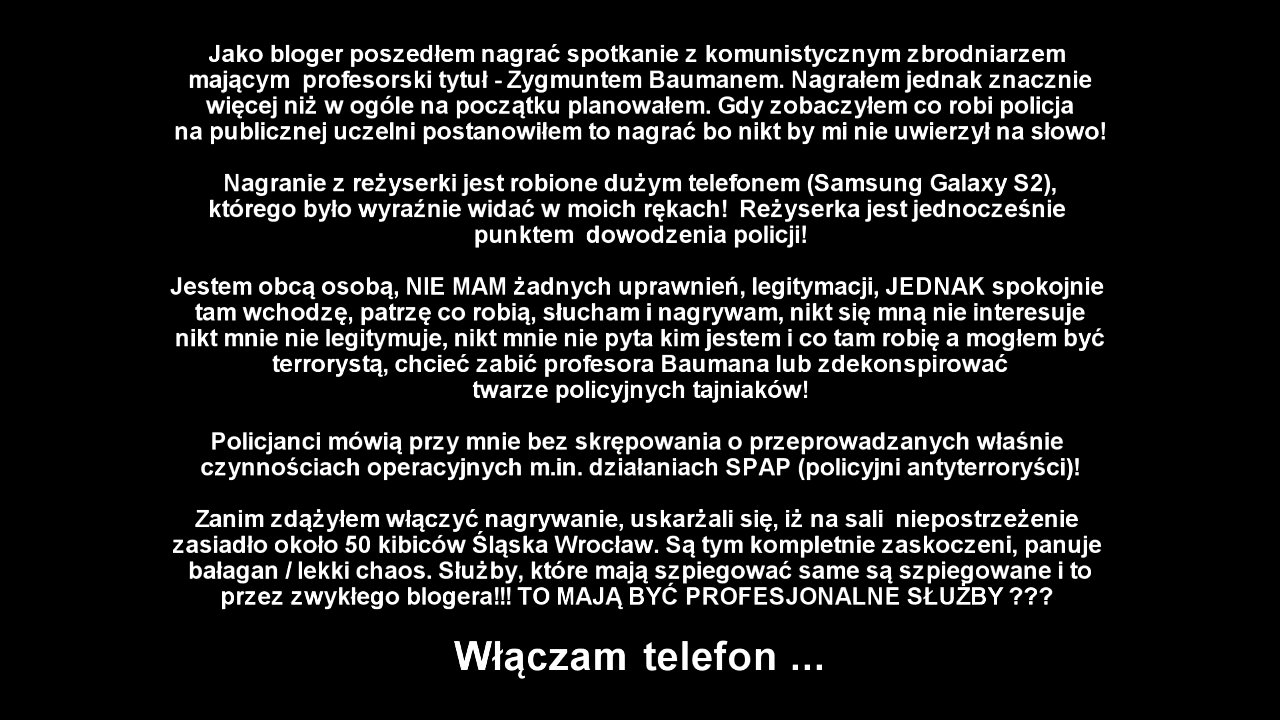 Jako bloger poszedłem nagrać spotkanie z komunistycznym zbrodniarzem
mającym profesorski tytuł - Zygmuntem Baumanem. Nagrałem jednak znacznie
więcej niż w ogóle na początku planowałem. Gdy zobaczyłem co robi policja
na publicznej uczelni postanowiłem to nagrać bo nikt by mi nie uwierzył na słowo!
Nagranie z reżyserki jest robione dużym telefonem (Samsung Galaxy S2),
którego było wyraźnie widać w moich rękach! Reżyserka jest jednocześnie
punktem dowodzenia policji!
Jestem obcą osobą, NIE MAM żadnych uprawnień, legitymacji, JEDNAK spokojnie
tam wchodzę, patrzę co robią, słucham i nagrywam, nikt się mną nie interesuje
nikt mnie nie legitymuje, nikt mnie nie pyta kim jestem i co tam robię a mogłem być
terrorystą, chcieć zabić profesora Baumana lub zdekonspirować
twarze policyjnych tajniaków!
Policjanci mówią przy mnie bez skrępowania o przeprowadzanych właśnie
czynnościach operacyjnych m.in. działaniach SPAP (policyjni antyterroryści)!
Zanim zdążyłem włączyć nagrywanie, uskarżali się, iż na sali niepostrzeżenie
zasiadło około 50 kibiców Śląska Wrocław. Są tym kompletnie zaskoczeni, panuje
bałagan / lekki chaos. Służby, które mają szpiegować same są szpiegowane i to
przez zwykłego blogera!!! TO MAJĄ BYĆ PROFESJONALNE SŁUŻBY ???
Włączam telefon ...